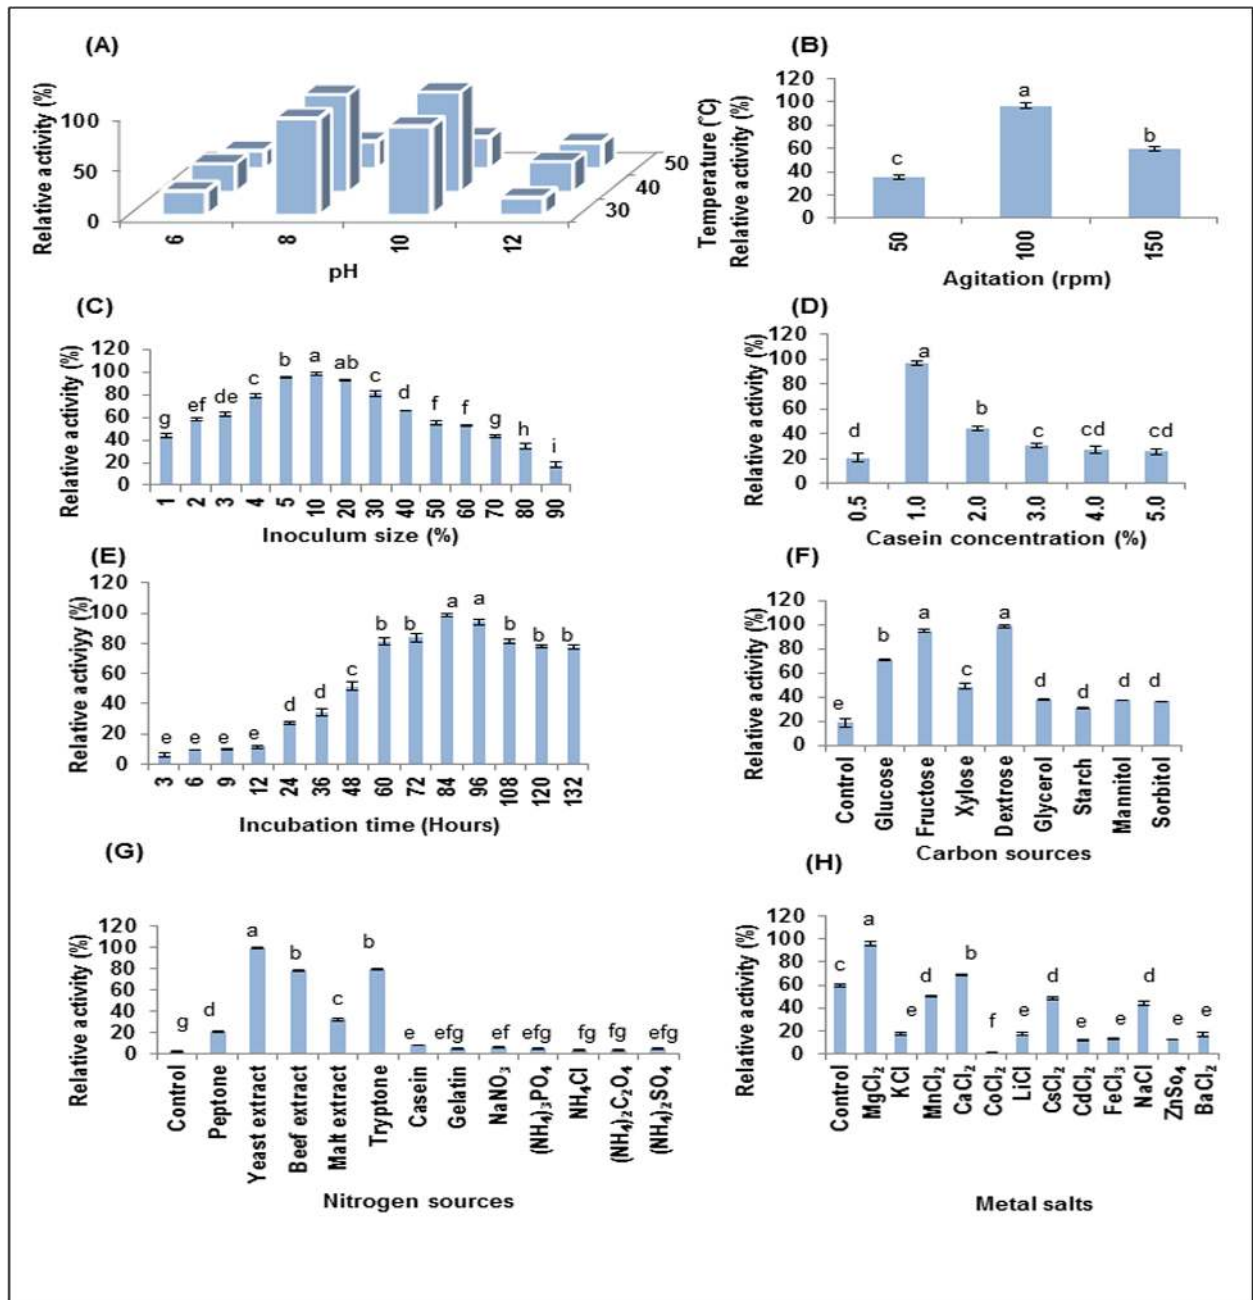 (A)
Relative activity (%)
100
50
0
6
8
10
12
pH
30
40
50
Temperature (°C)
(B)
Relative activity (%)
120
100
80
60
40
20
0
c
a
b
50
100
150
Agitation (rpm)
(C)
Relative activity (%)
120
100
80
60
40
20
0
g ef de c b a ab c d f f g h i
1 2 3 4 5 10 20 30 40 50 60 70 80 90
Inoculum size (%)
(D)
Relative activity (%)
120
100
80
60
40
20
0
d a b c cd cd
0.5 1.0 2.0 3.0 4.0 5.0
Casein concentration (%)
(E)
Relative activiyy (%)
120
100
80
60
40
20
0
e e e e d d c b b a a b b b
3 6 9 12 24 36 48 60 72 84 96 108 120 132
Incubation time (Hours)
(F)
Relative activity (%)
120
100
80
60
40
20
0
e b a c a d d d d
Control
Glucose
Fructose
Xylose
Dextrose
Glycerol
Starch
Mannitol
Sorbitol
Carbon sources
(G)
Relative activity (%)
120
100
80
60
40
20
0
g d a b c b e efg ef efg fg fg efg
Control
Peptone
Yeast extract
Beef extract
Malt extract
Tryptone
Casein
Gelatin
NaNO₃
(NH₄)₃PO₄
NH₄Cl
(NH₄)₂C₂O₄
(NH₄)₂SO₄
Nitrogen sources
(H)
Relative activity (%)
120
100
80
60
40
20
0
c a e d b f e d e e d e e
Control
MgCl₂
KCl
MnCl₂
CaCl₂
CoCl₂
LiCl
CsCl₂
CdCl₂
FeCl₃
NaCl
ZnSo₄
BaCl₂
Metal salts